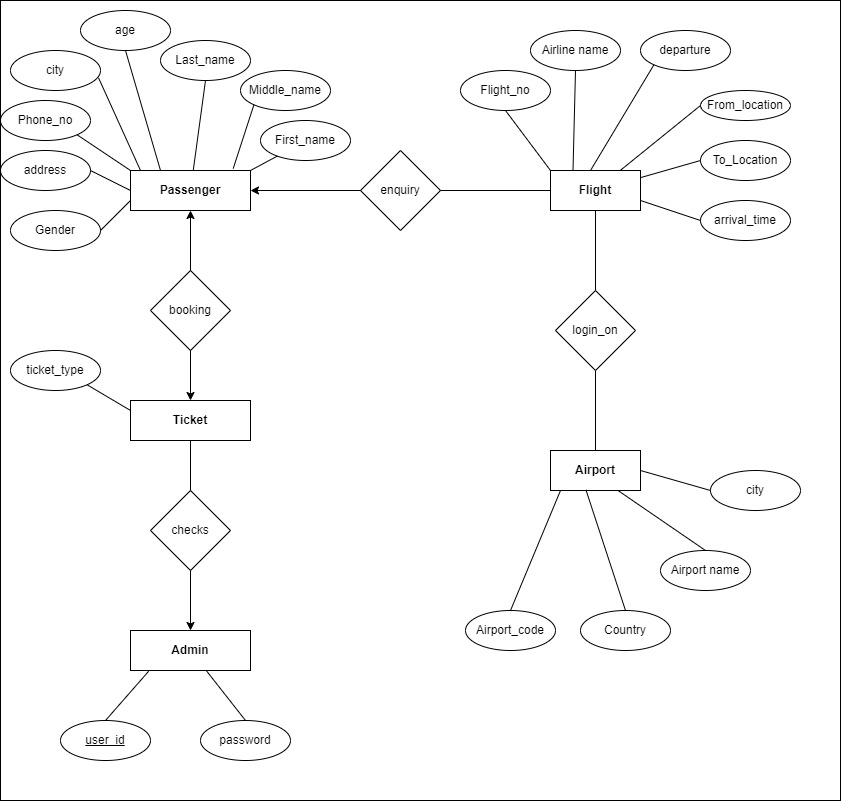 age
Last_name
Airline name
departure
city
Middle_name
Flight_no
From_location
Phone_no
First_name
To_Location
address
Passenger
enquiry
Flight
arrival_time
Gender
booking
login_on
ticket_type
Ticket
Airport
city
checks
Airport name
Airport_code
Country
Admin
user_id
password